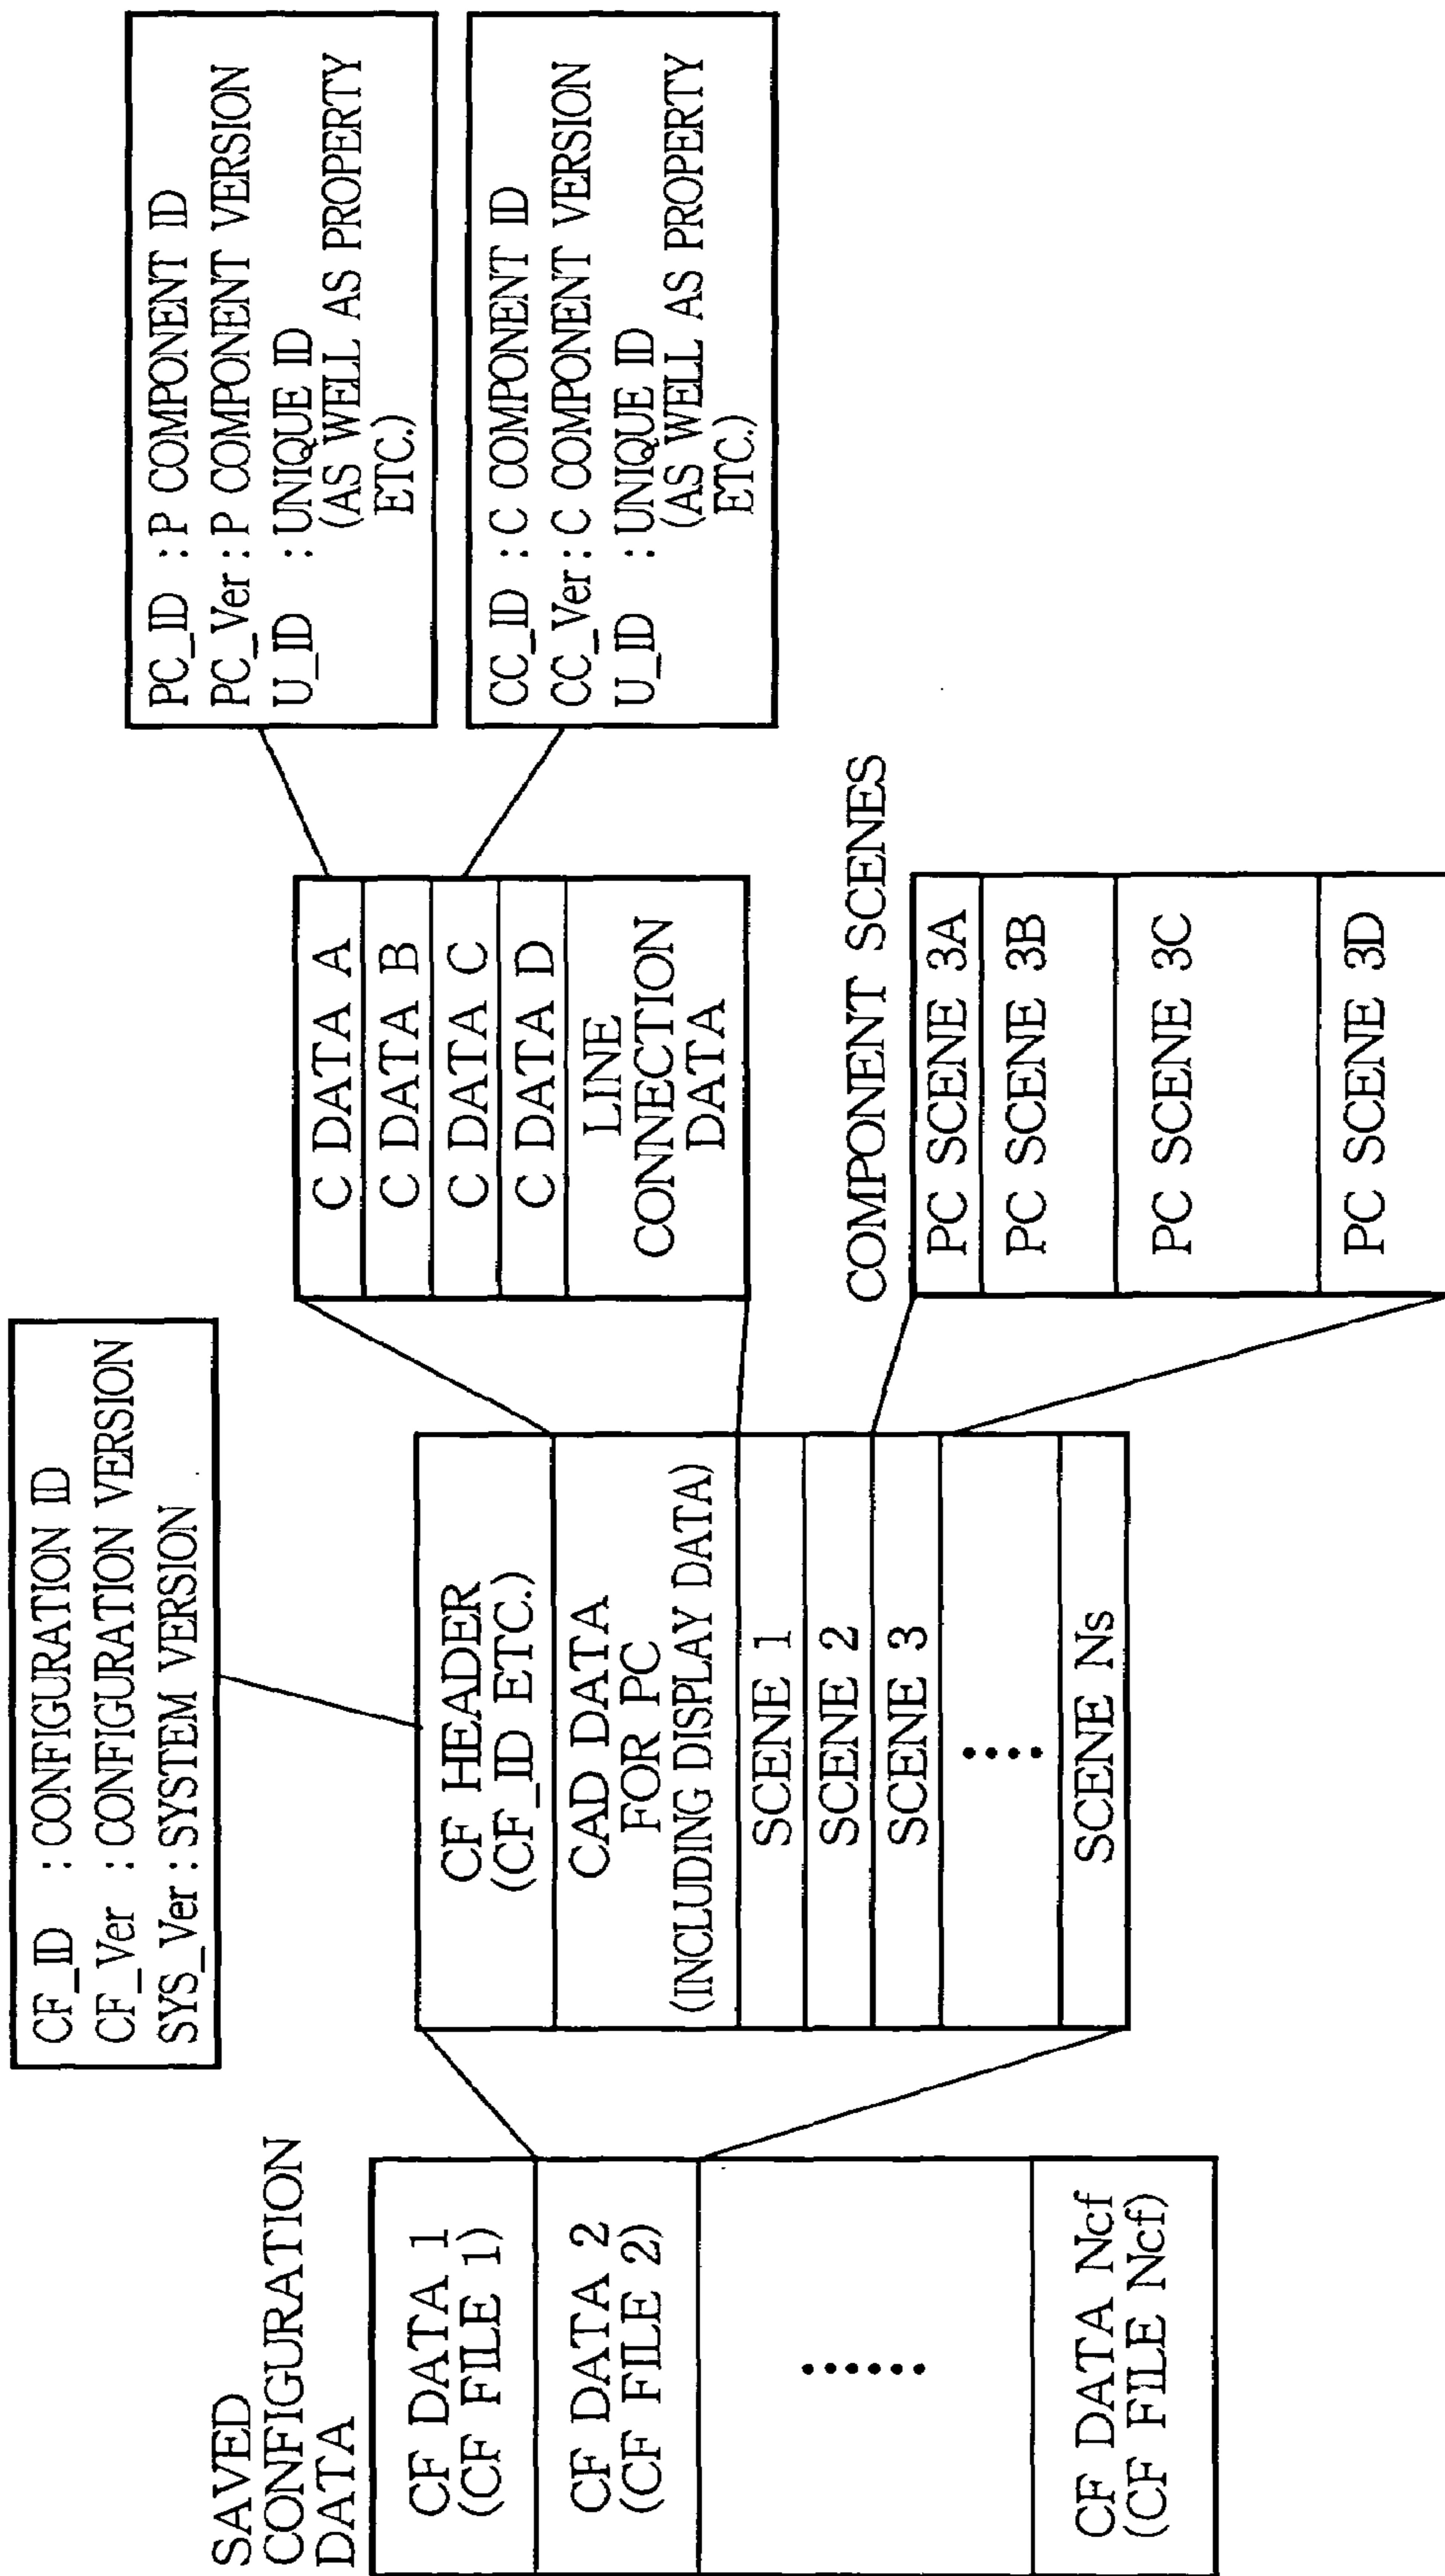 SAVED
CONFIGURATION
DATA
CF DATA 1
(CF FILE 1)
CF DATA 2
(CF FILE 2)
······
CF DATA Ncf
(CF FILE Ncf)
CF_ID : CONFIGURATION ID
CF_Ver : CONFIGURATION VERSION
SYS_Ver : SYSTEM VERSION
CF HEADER
(CF_ID ETC.)
CAD DATA
FOR PC
(INCLUDING DISPLAY DATA)
SCENE 1
SCENE 2
SCENE 3
····
SCENE Ns
C DATA A
C DATA B
C DATA C
C DATA D
LINE
CONNECTION
DATA
PC_ID : P COMPONENT ID
PC_Ver : P COMPONENT VERSION
U_ID : UNIQUE ID
(AS WELL AS PROPERTY
ETC.)
CC_ID : C COMPONENT ID
CC_Ver : C COMPONENT VERSION
U_ID : UNIQUE ID
(AS WELL AS PROPERTY
ETC.)
COMPONENT SCENES
PC SCENE 3A
PC SCENE 3B
PC SCENE 3C
PC SCENE 3D